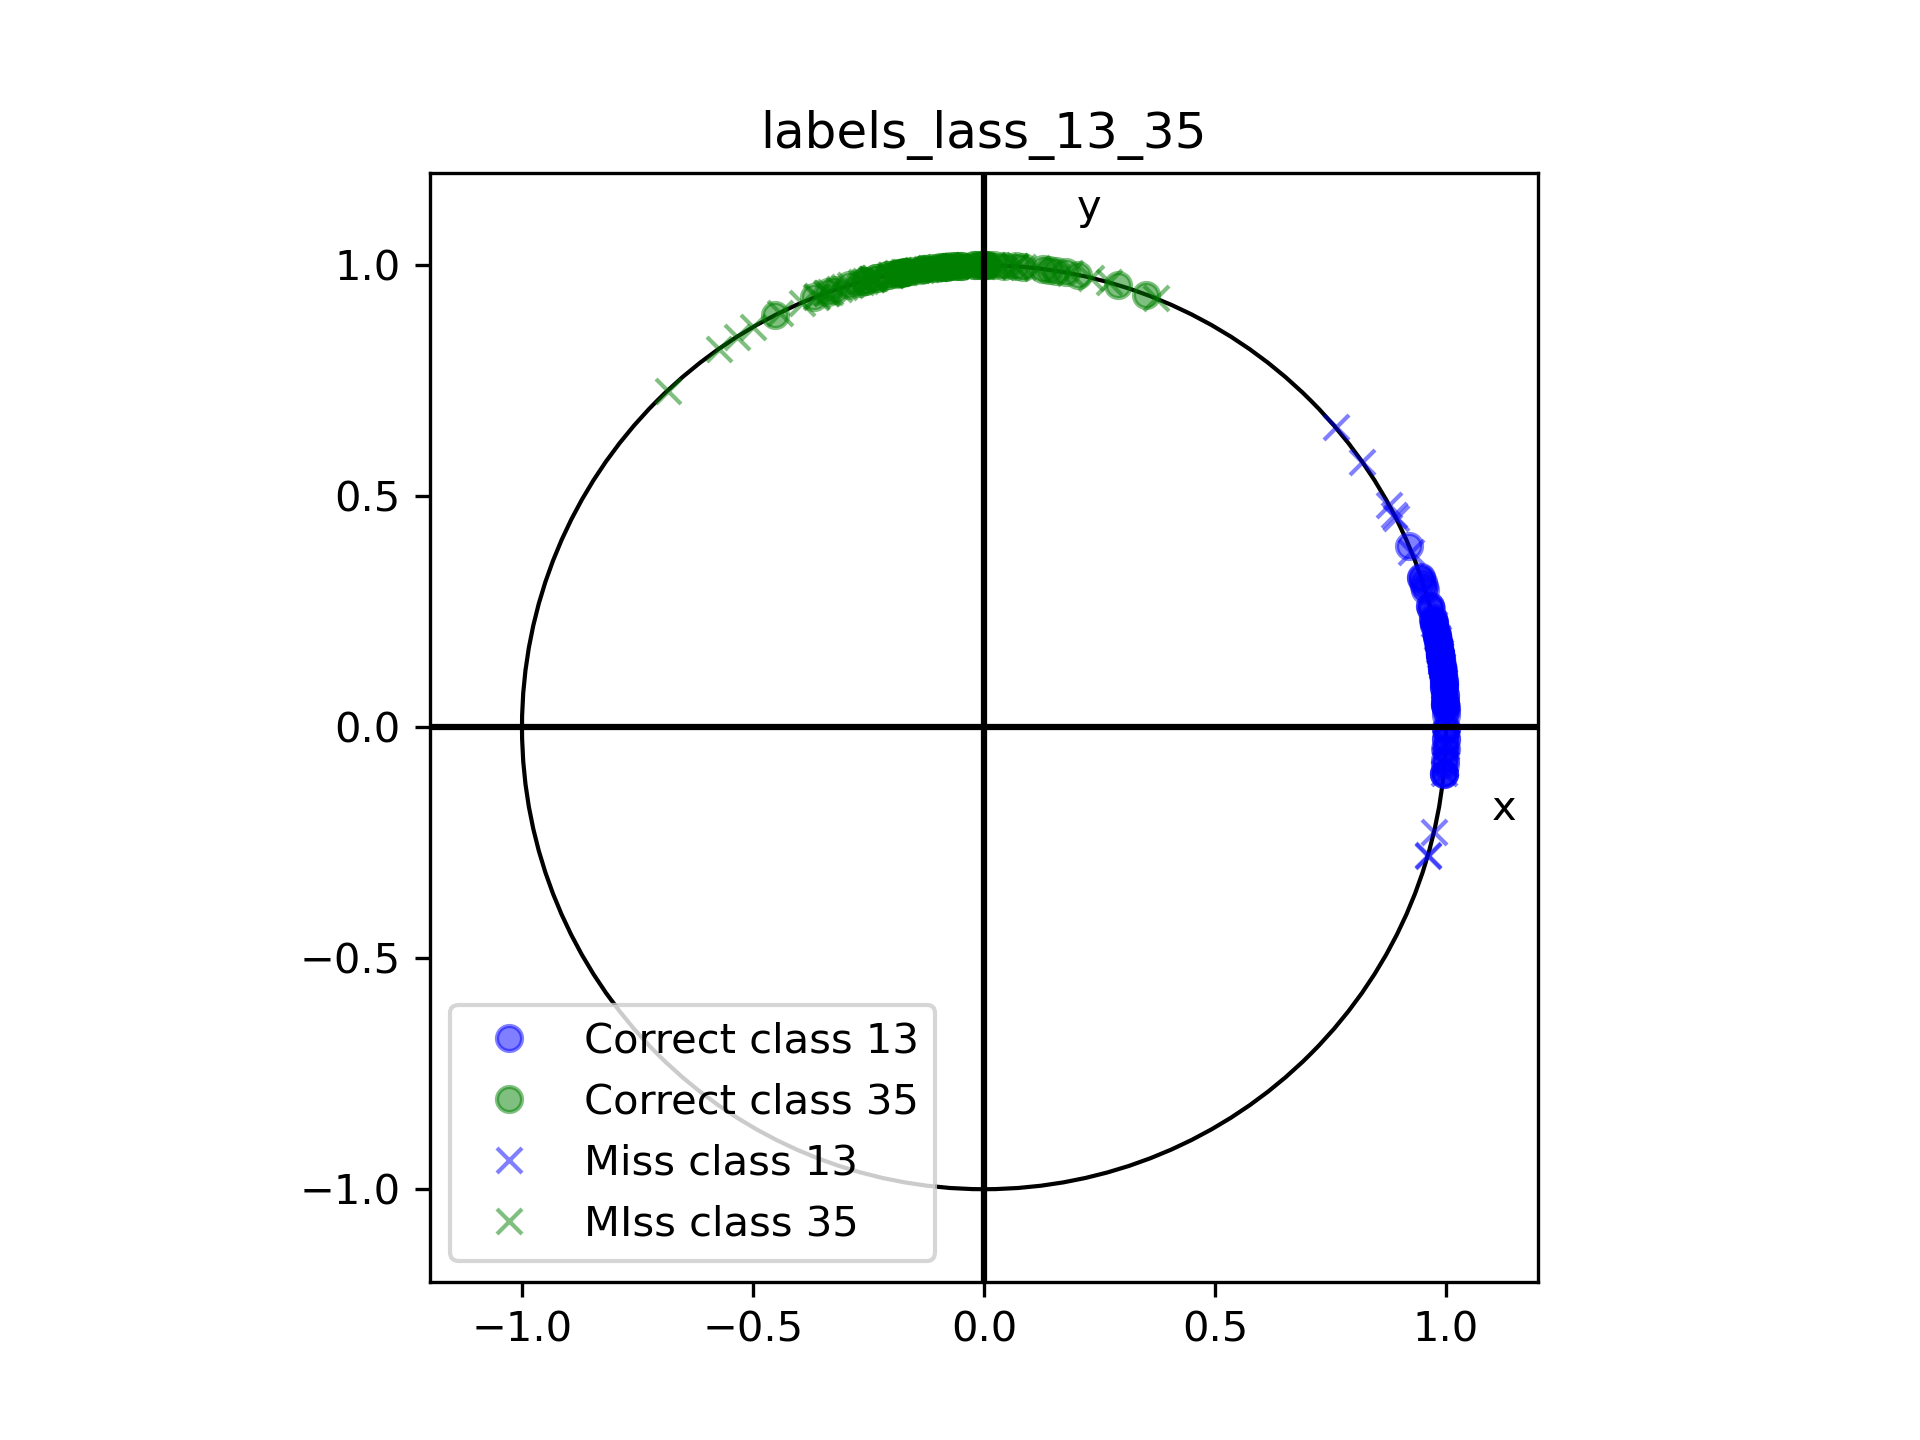 labels_lass_13_35
y
1.0
0.5
0.0
−0.5
−1.0
x
Correct class 13
Correct class 35
Miss class 13
MIss class 35
−1.0 −0.5 0.0 0.5 1.0